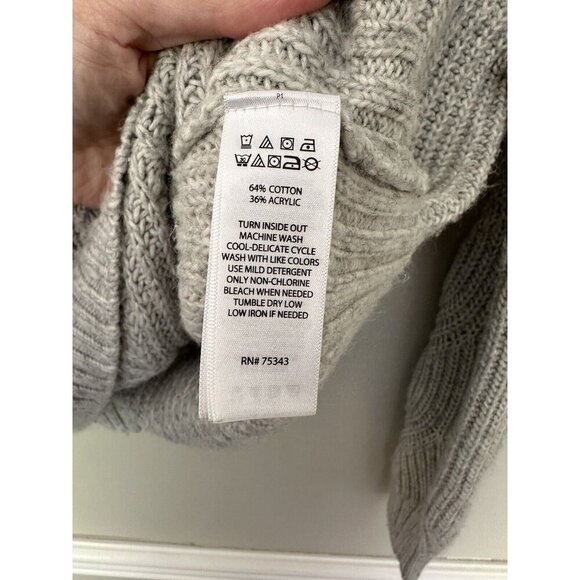 P1
64% COTTON
36% ACRYLIC
TURN INSIDE OUT
MACHINE WASH
COOL-DELICATE CYCLE
WASH WITH LIKE COLORS
USE MILD DETERGENT
ONLY NON-CHLORINE
BLEACH WHEN NEEDED
TUMBLE DRY LOW
LOW IRON IF NEEDED
RN# 75343